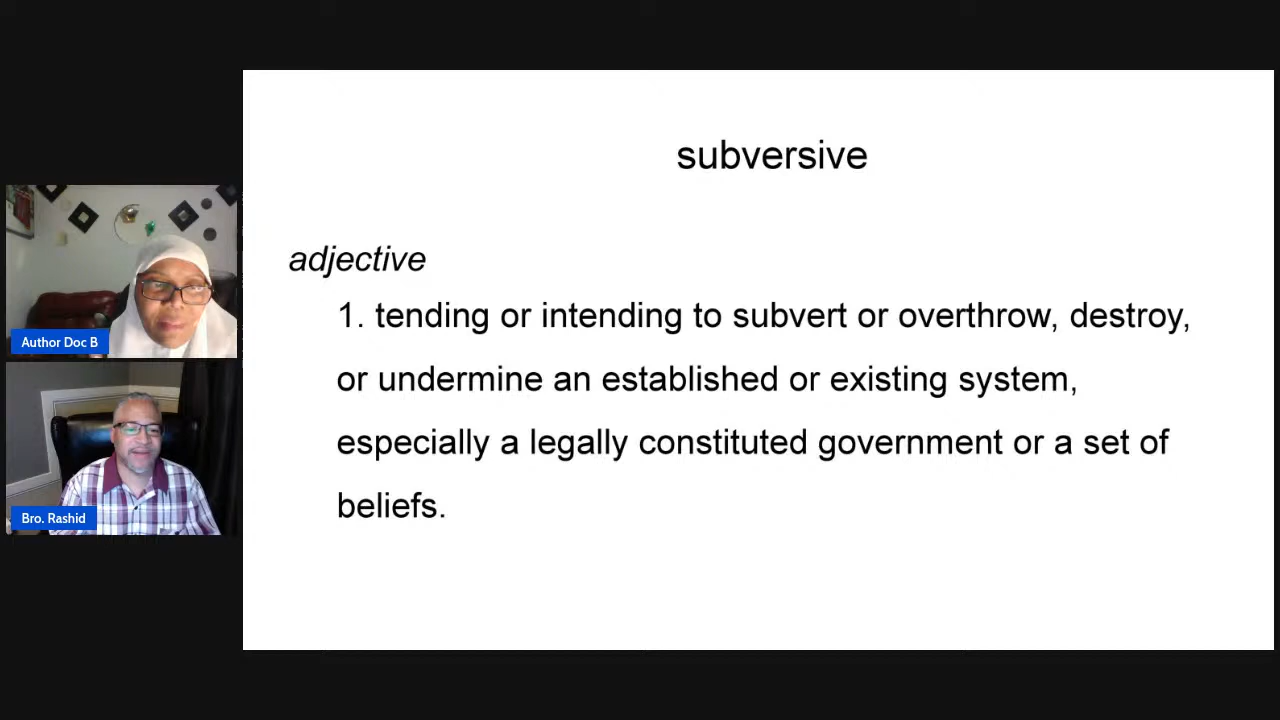 subversive
adjective
1. tending or intending to subvert or overthrow, destroy,
or undermine an established or existing system,
especially a legally constituted government or a set of
beliefs.
Author Doc B
Bro. Rashid